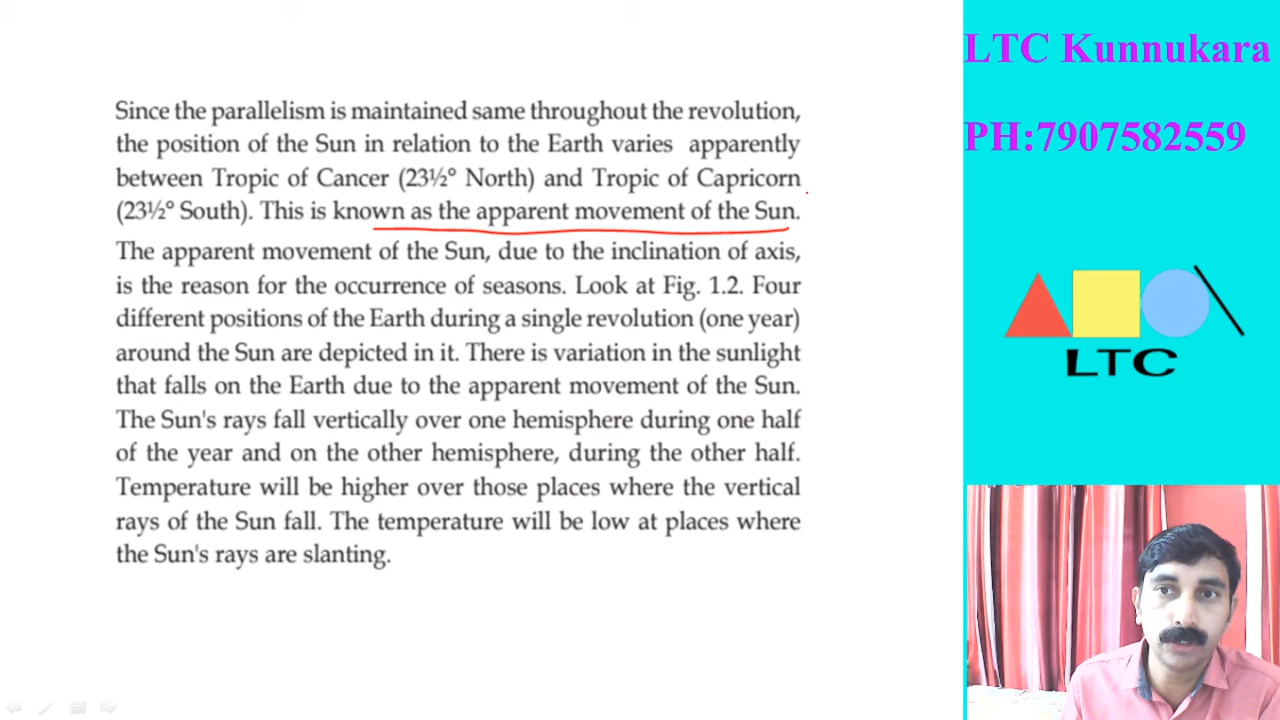 Since the parallelism is maintained same throughout the revolution,
the position of the Sun in relation to the Earth varies apparently
between Tropic of Cancer (23½° North) and Tropic of Capricorn
(23½° South). This is known as the apparent movement of the Sun.
The apparent movement of the Sun, due to the inclination of axis,
is the reason for the occurrence of seasons. Look at Fig. 1.2. Four
different positions of the Earth during a single revolution (one year)
around the Sun are depicted in it. There is variation in the sunlight
that falls on the Earth due to the apparent movement of the Sun.
The Sun's rays fall vertically over one hemisphere during one half
of the year and on the other hemisphere, during the other half.
Temperature will be higher over those places where the vertical
rays of the Sun fall. The temperature will be low at places where
the Sun's rays are slanting.
LTC Kunnukara
PH:7907582559
LTC